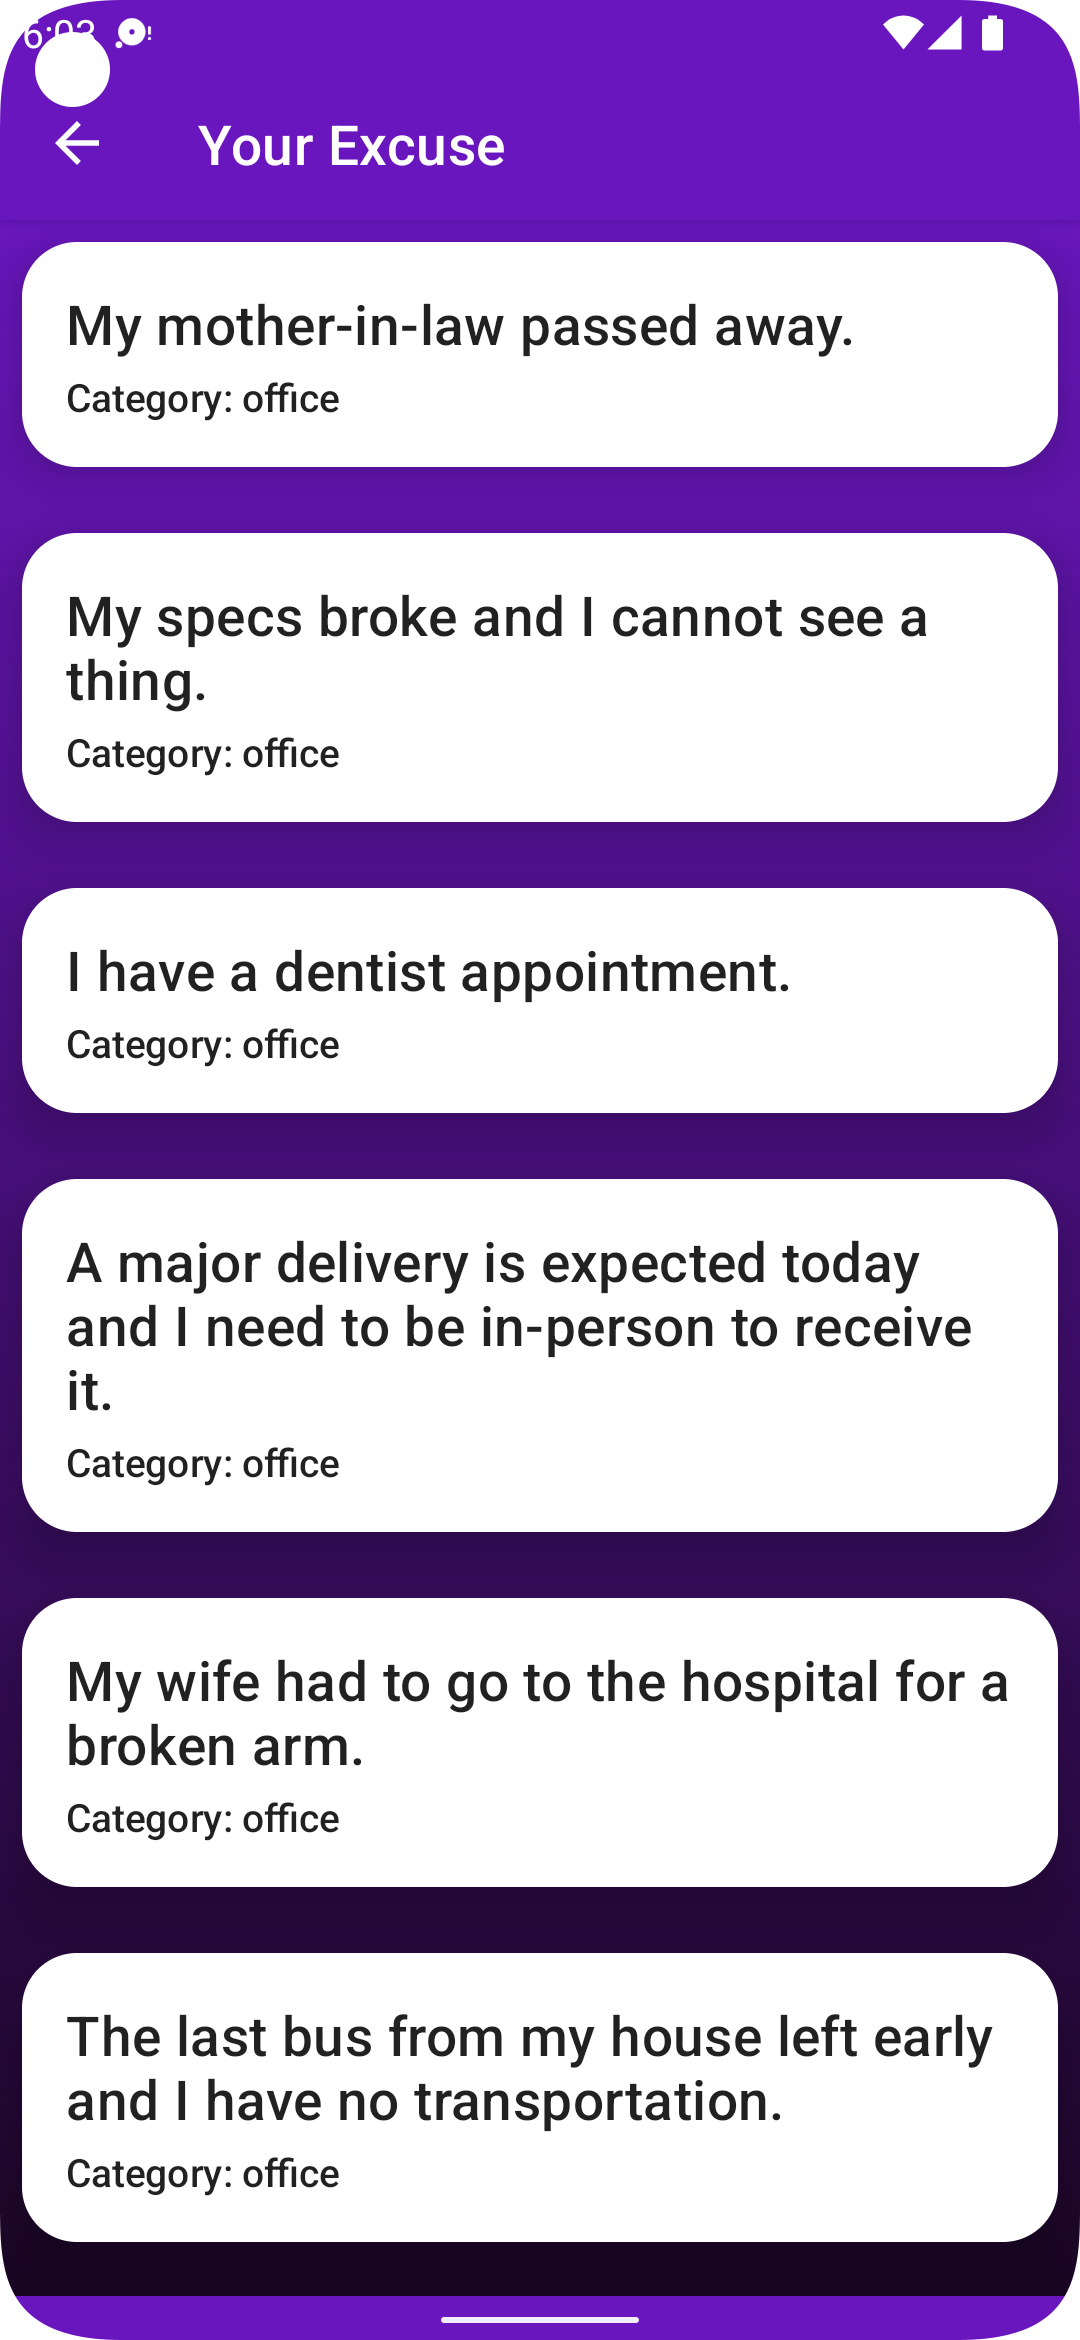 Your Excuse
My mother-in-law passed away.
Category: office
My specs broke and I cannot see a
thing.
Category: office
I have a dentist appointment.
Category: office
A major delivery is expected today
and I need to be in-person to receive
it.
Category: office
My wife had to go to the hospital for a
broken arm.
Category: office
The last bus from my house left early
and I have no transportation.
Category: office